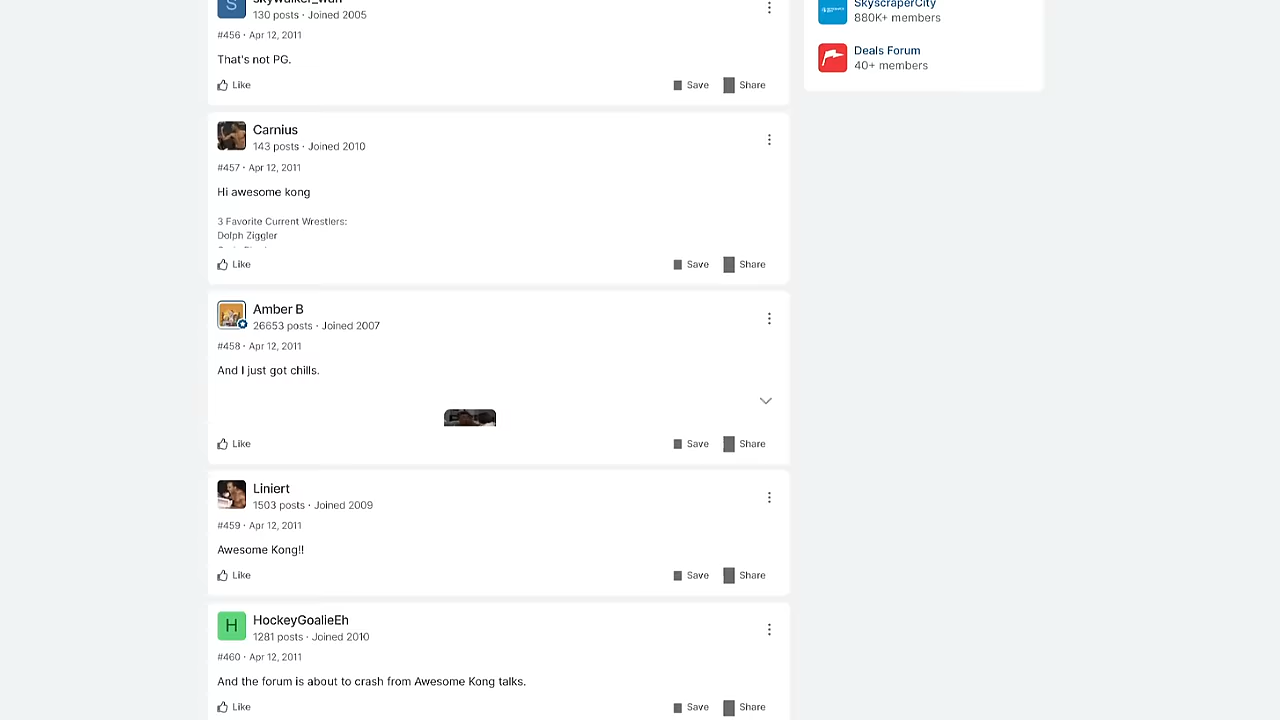 S
skywalker_wan
130 posts · Joined 2005
#456 · Apr 12, 2011
That's not PG.
Like
Save
Share
SkyscraperCity
880K+ members
Deals Forum
40+ members
Carnius
143 posts · Joined 2010
#457 · Apr 12, 2011
Hi awesome kong
3 Favorite Current Wrestlers:
Dolph Ziggler
Like
Save
Share
Amber B
26653 posts · Joined 2007
#458 · Apr 12, 2011
And I just got chills.
Like
Save
Share
Liniert
1503 posts · Joined 2009
#459 · Apr 12, 2011
Awesome Kong!!
Like
Save
Share
H
HockeyGoalieEh
1281 posts · Joined 2010
#460 · Apr 12, 2011
And the forum is about to crash from Awesome Kong talks.
Like
Save
Share